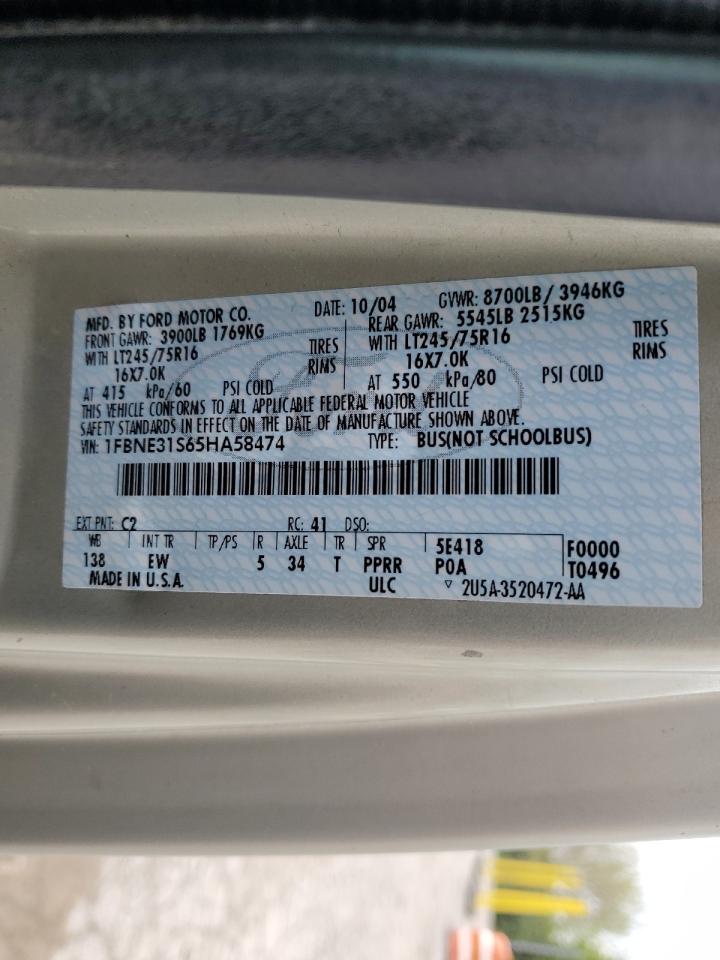 MFD. BY FORD MOTOR CO. DATE: 10/04 GVWR: 8700LB / 3946KG
FRONT GAWR: 3900LB 1769KG REAR GAWR: 5545LB 2515KG
WITH LT245/75R16 TIRES WITH LT245/75R16 TIRES
16X7.0K RIMS 16X7.0K RIMS
AT 415 kPa/60 PSI COLD AT 550 kPa/80 PSI COLD
THIS VEHICLE CONFORMS TO ALL APPLICABLE FEDERAL MOTOR VEHICLE
SAFETY STANDARDS IN EFFECT ON THE DATE OF MANUFACTURE SHOWN ABOVE.
VIN: 1FBNE31S65HA58474 TYPE: BUS(NOT SCHOOLBUS)
EXT PNT: C2 RC: 41 DSO:
WB INT TR TP/PS R AXLE TR SPR 5E418 F0000
138 EW 5 34 T PPRR P0A T0496
MADE IN U.S.A. ULC ▽ 2U5A-3520472-AA